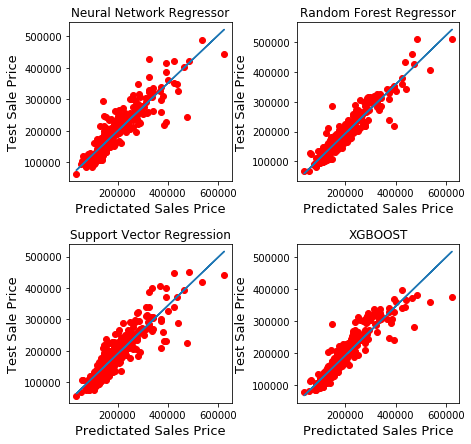 Neural Network Regressor
Random Forest Regressor
500000
400000
300000
200000
100000
Test Sale Price
200000 400000 600000
Predictated Sales Price
500000
400000
300000
200000
100000
Test Sale Price
200000 400000 600000
Predictated Sales Price
Support Vector Regression
XGBOOST
500000
400000
300000
200000
100000
Test Sale Price
200000 400000 600000
Predictated Sales Price
500000
400000
300000
200000
100000
Test Sale Price
200000 400000 600000
Predictated Sales Price